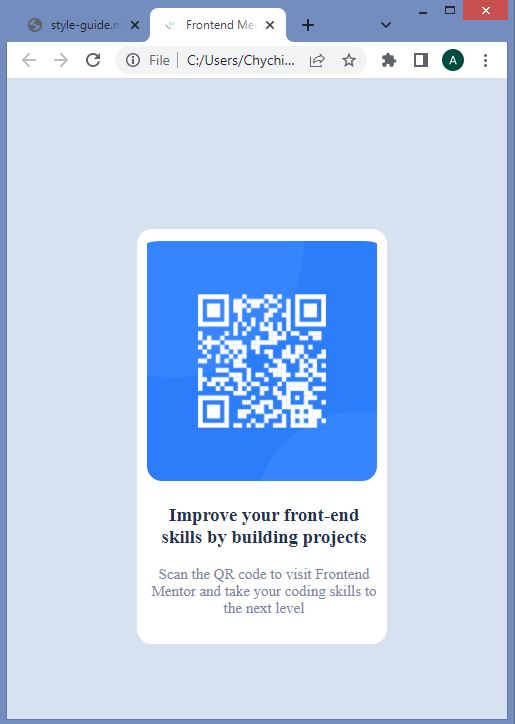 style-guide.m
Frontend Me
File
C:/Users/Chychi...
A
Improve your front-end
skills by building projects
Scan the QR code to visit Frontend
Mentor and take your coding skills to
the next level